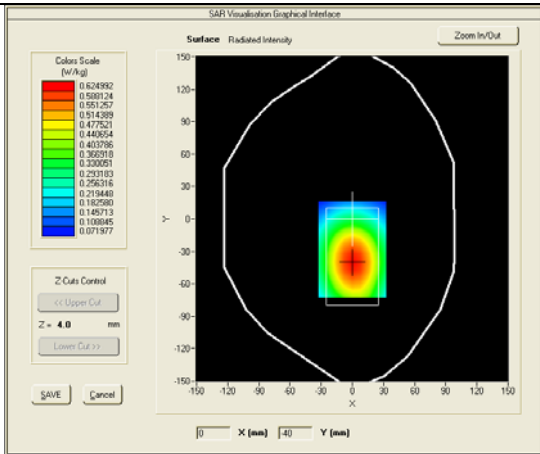 SAR Visualisation Graphical Interface
Surface Radiated Intensity
Zoom In/Out
Colors Scale
(W/kg)
0.624992
0.588124
0.551257
0.514389
0.477521
0.440654
0.403786
0.366918
0.330051
0.293183
0.256316
0.219448
0.182580
0.145713
0.108845
0.071977
150
120
90
60
30
0
-30
-60
-90
-120
-150
Y
-150 -120 -90 -60 -30 0 30 60 90 120 150
X
Z-Cuts Control
<< Upper Cut
Z = 4.0 mm
Lower Cut >>
SAVE Cancel
0 X (mm) -40 Y (mm)